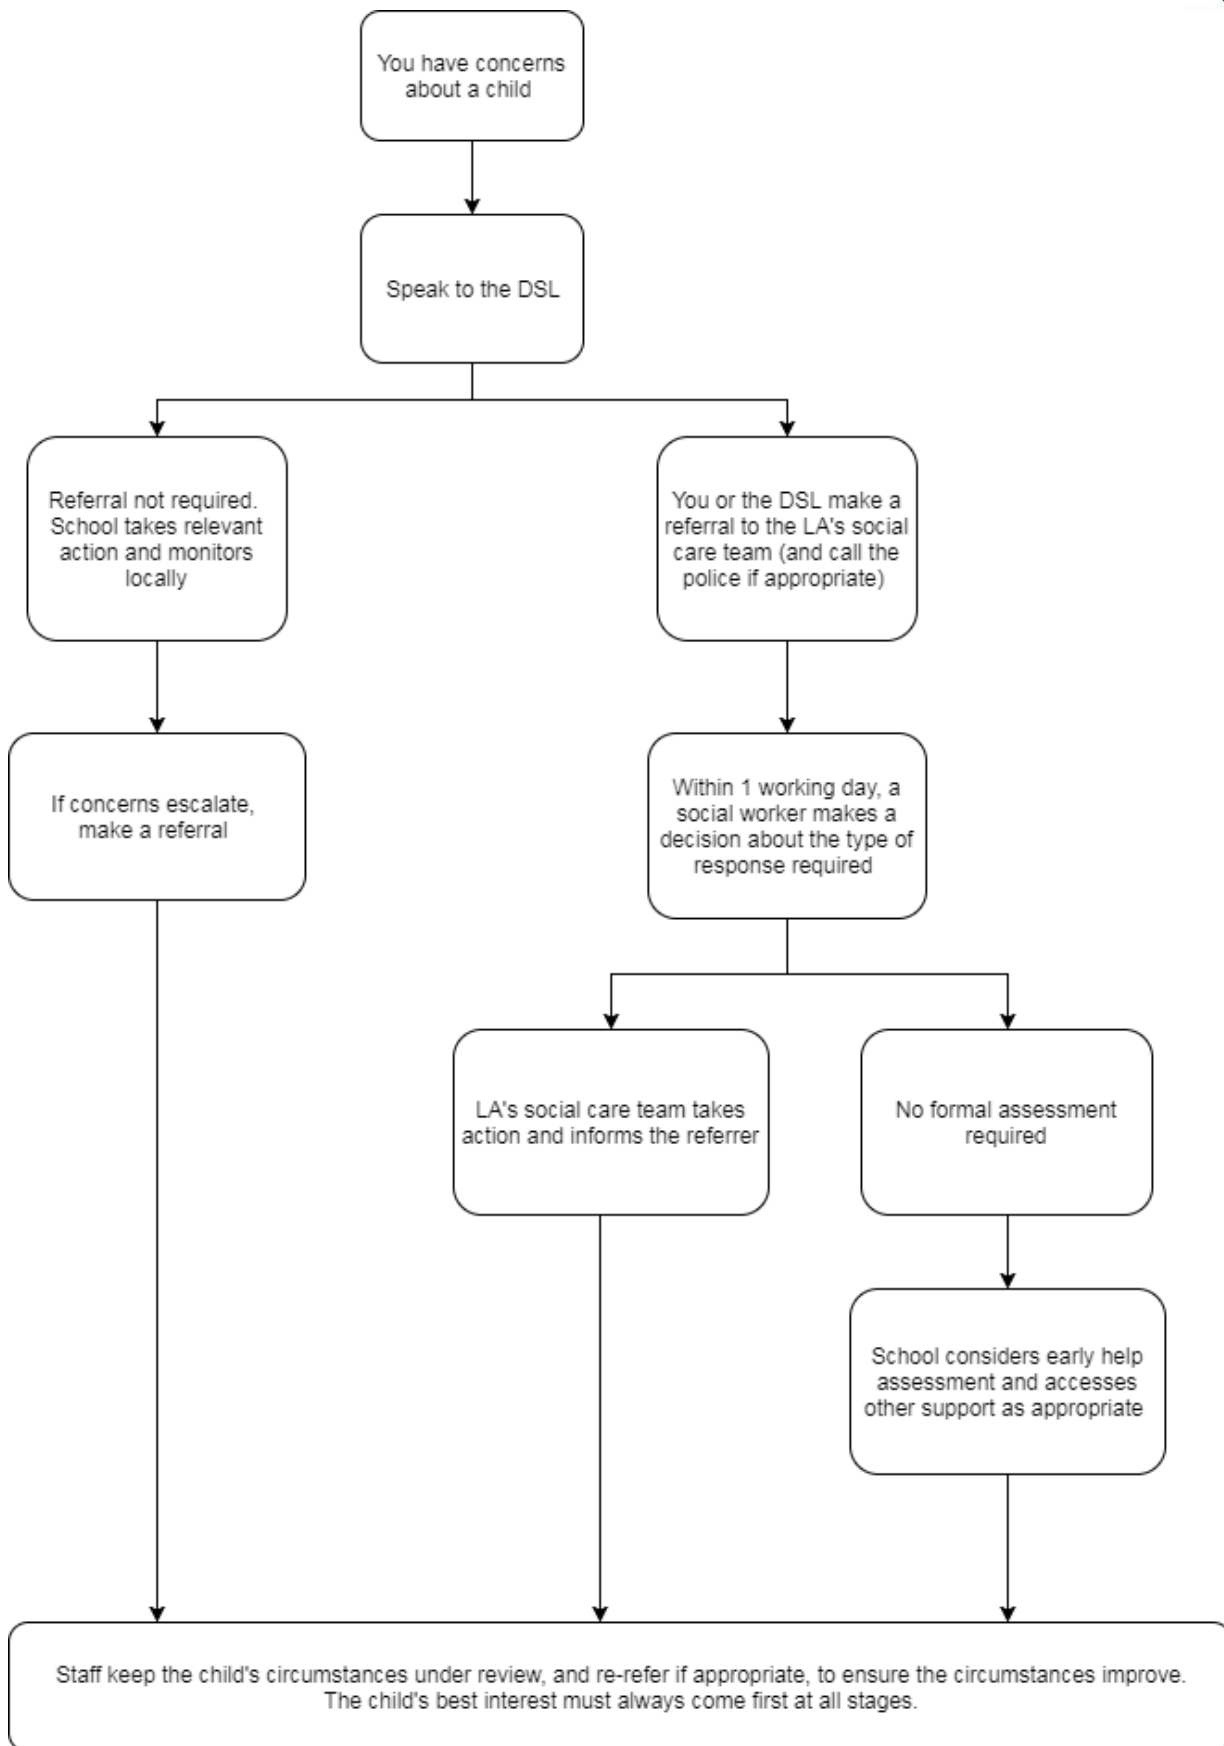 You have concerns
about a child
Speak to the DSL
Referral not required.
School takes relevant
action and monitors
locally
You or the DSL make a
referral to the LA's social
care team (and call the
police if appropriate)
If concerns escalate,
make a referral
Within 1 working day, a
social worker makes a
decision about the type of
response required
LA's social care team takes
action and informs the referrer
No formal assessment
required
School considers early help
assessment and accesses
other support as appropriate
Staff keep the child's circumstances under review, and re-refer if appropriate, to ensure the circumstances improve.
The child's best interest must always come first at all stages.